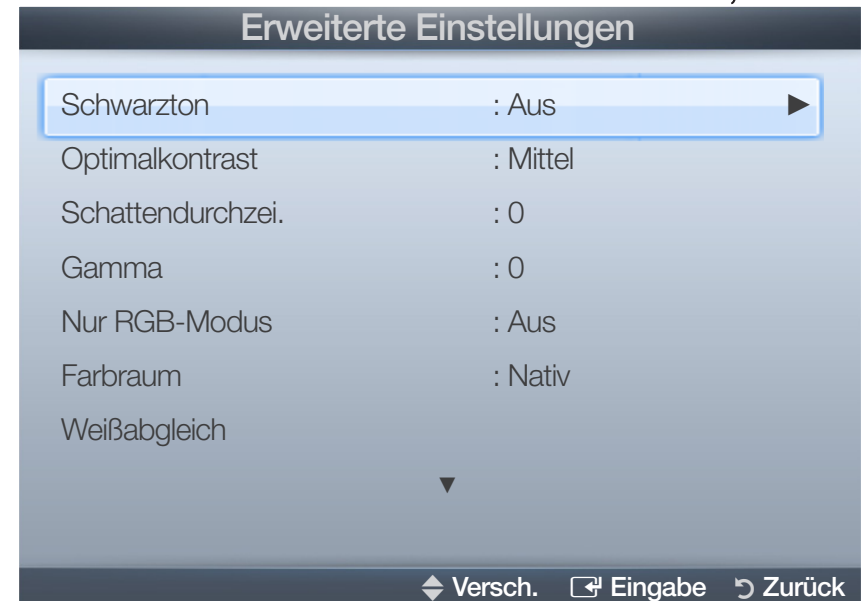 Erweiterte Einstellungen
Schwarzton : Aus ►
Optimalkontrast : Mittel
Schattendurchzei. : 0
Gamma : 0
Nur RGB-Modus : Aus
Farbraum : Nativ
Weißabgleich
▼
Versch. Eingabe Zurück